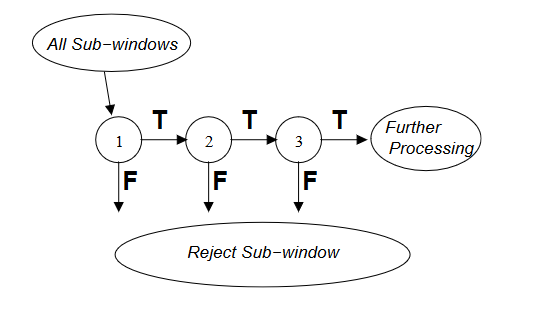 All Sub−windows
T
T
T
1
2
3
Further
Processing
F
F
F
Reject Sub−window